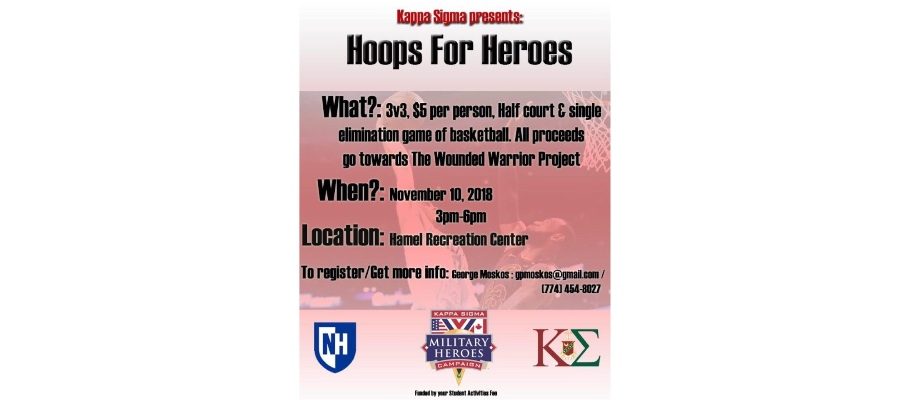 Kappa Sigma presents:
Hoops For Heroes
What?: 3v3, $5 per person, Half court & single
elimination game of basketball. All proceeds
go towards The Wounded Warrior Project
When?: November 10, 2018
3pm-6pm
Location: Hamel Recreation Center
To register/Get more info: George Moskos : gpmoskos@gmail.com /
(774) 454-8027
NH
KAPPA SIGMA
MILITARY
HEROES
CAMPAIGN
ΚΣ
Funded by your Student Activities Fee